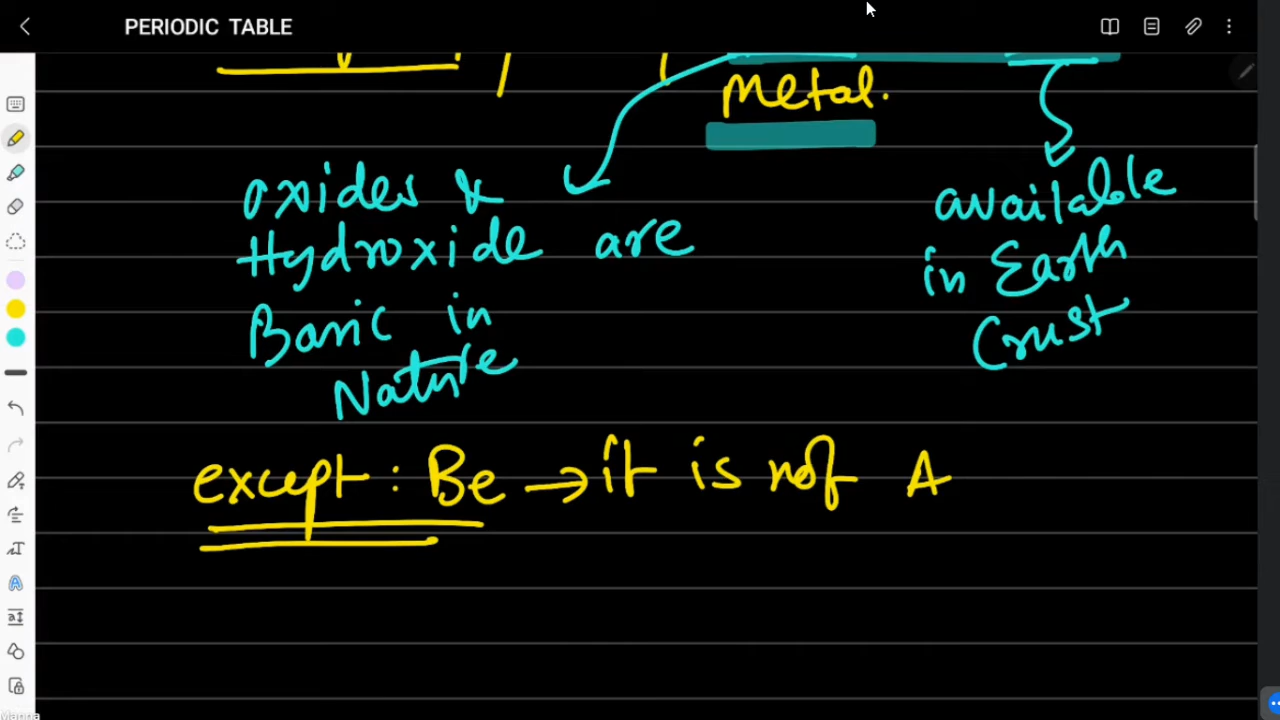 PERIODIC TABLE
Metal.
oxides &
Hydroxide are
Basic in
Nature
available
in Earth
Crust
except : Be → it is not A